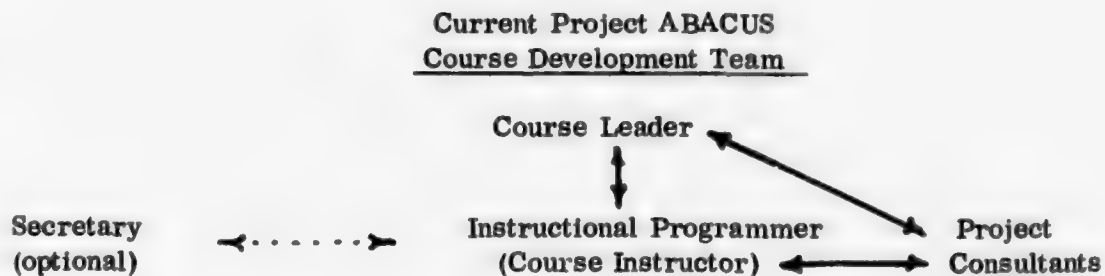 Current Project ABACUS
Course Development Team
Course Leader
Secretary
(optional)
Instructional Programmer
(Course Instructor)
Project
Consultants